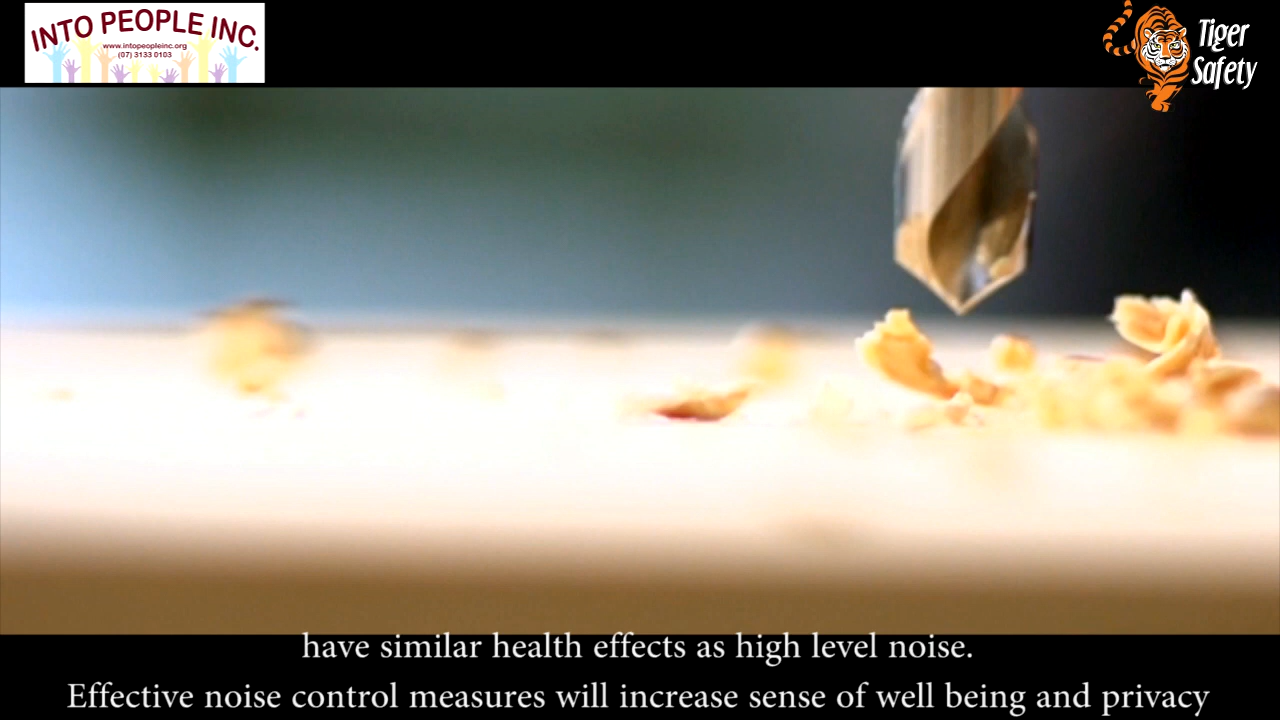 INTO PEOPLE INC.
www.intopeopleinc.org
(07) 3133 0103
Tiger
Safety
have similar health effects as high level noise.
Effective noise control measures will increase sense of well being and privacy